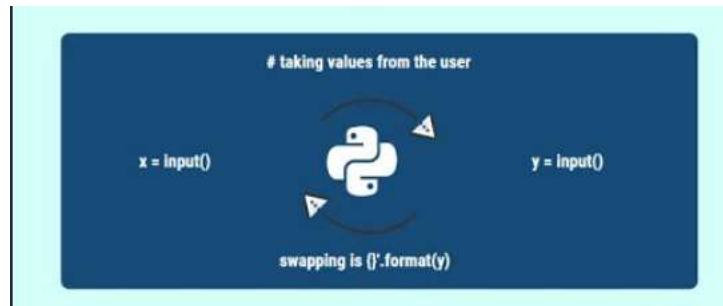 # taking values from the user
x = input()
y = input()
swapping is {}'.format(y)